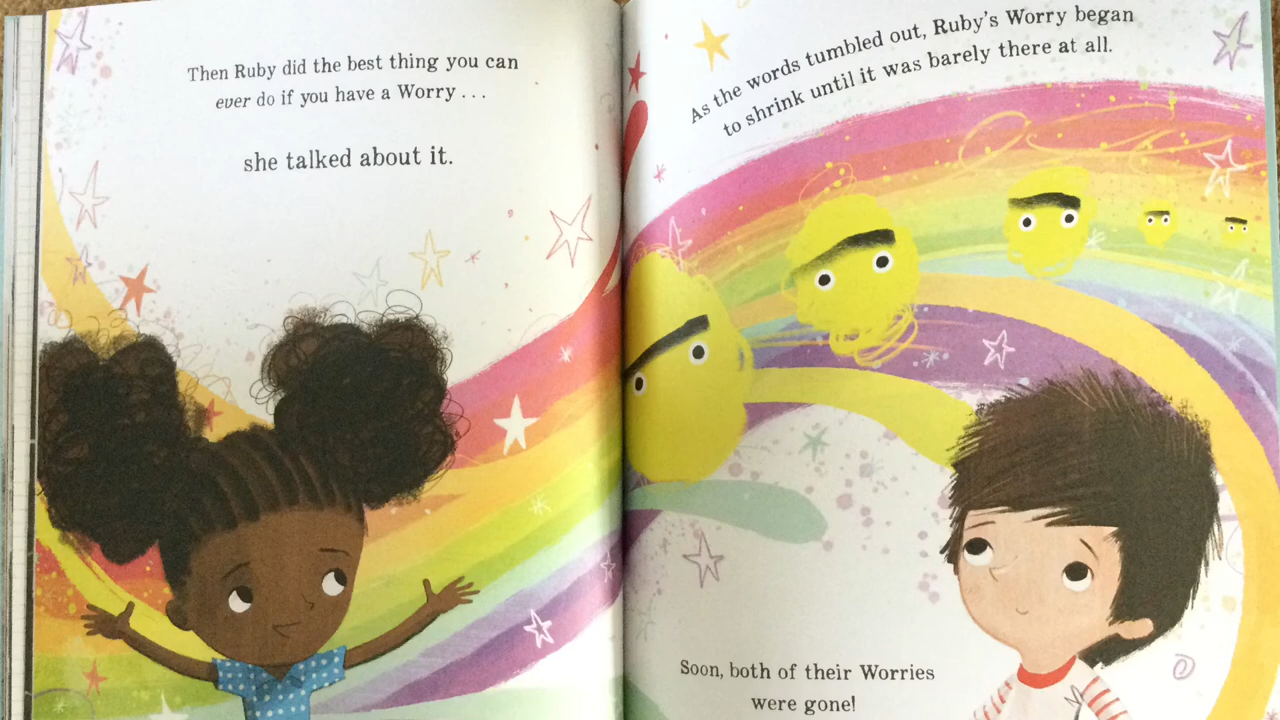 Then Ruby did the best thing you can
ever do if you have a Worry . . .
she talked about it.
As the words tumbled out, Ruby's Worry began
to shrink until it was barely there at all.
Soon, both of their Worries
were gone!